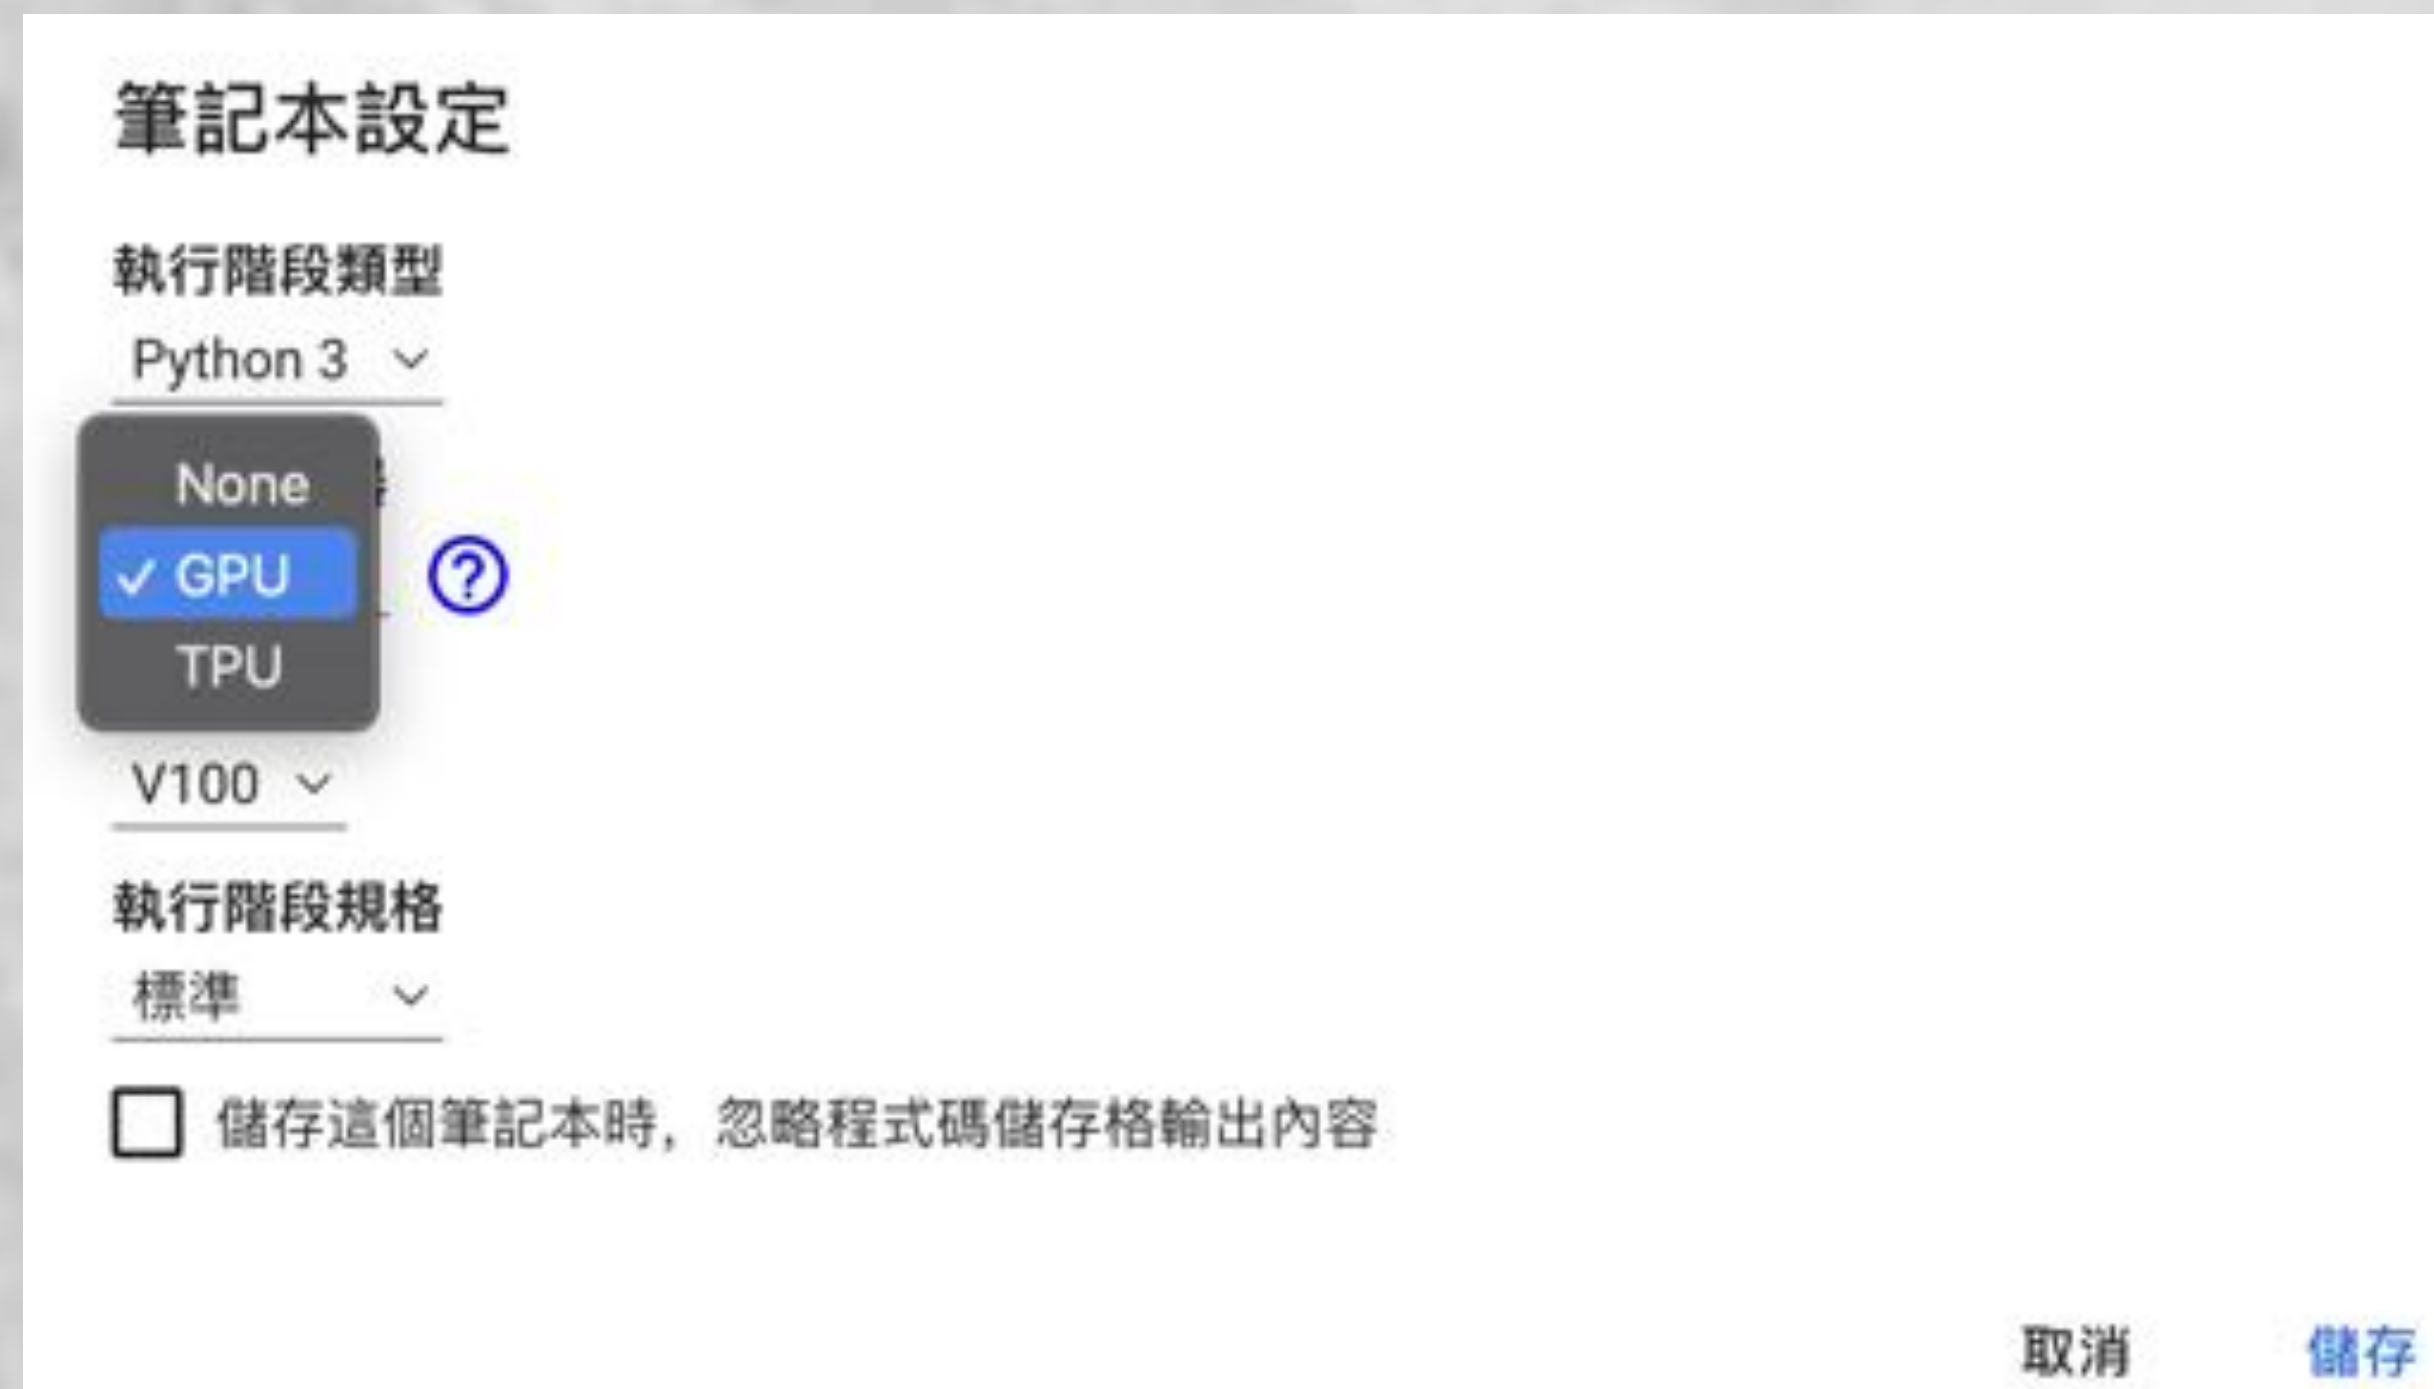 筆記本設定
執行階段類型
Python 3
None
GPU
TPU
V100
執行階段規格
標準
儲存這個筆記本時，忽略程式碼儲存格輸出內容
取消 儲存